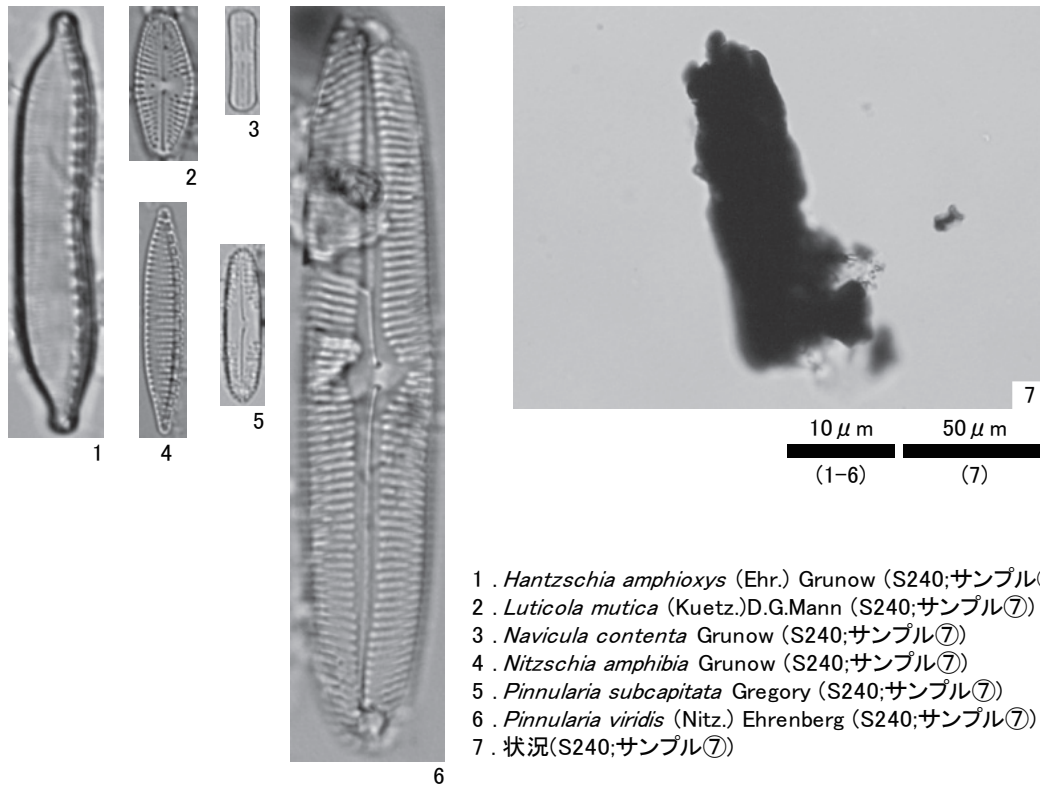 1
2
3
4
5
6
7
10μm 50μm
(1-6) (7)
1 . Hantzschia amphioxys (Ehr.) Grunow (S240;サンプル
2 . Luticola mutica (Kuetz.)D.G.Mann (S240;サンプル⑦)
3 . Navicula contenta Grunow (S240;サンプル⑦)
4 . Nitzschia amphibia Grunow (S240;サンプル⑦)
5 . Pinnularia subcapitata Gregory (S240;サンプル⑦)
6 . Pinnularia viridis (Nitz.) Ehrenberg (S240;サンプル⑦)
7 . 状況(S240;サンプル⑦)